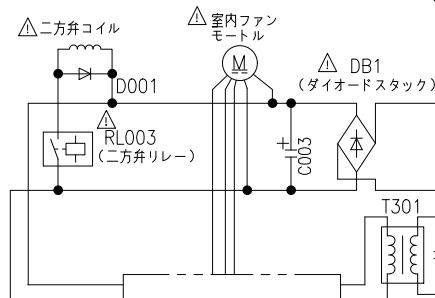 二方弁コイル
室内ファン
モートル
M
D001
DB1
(ダイオードスタック)
RL003
(二方弁リレー)
+
C003
T301